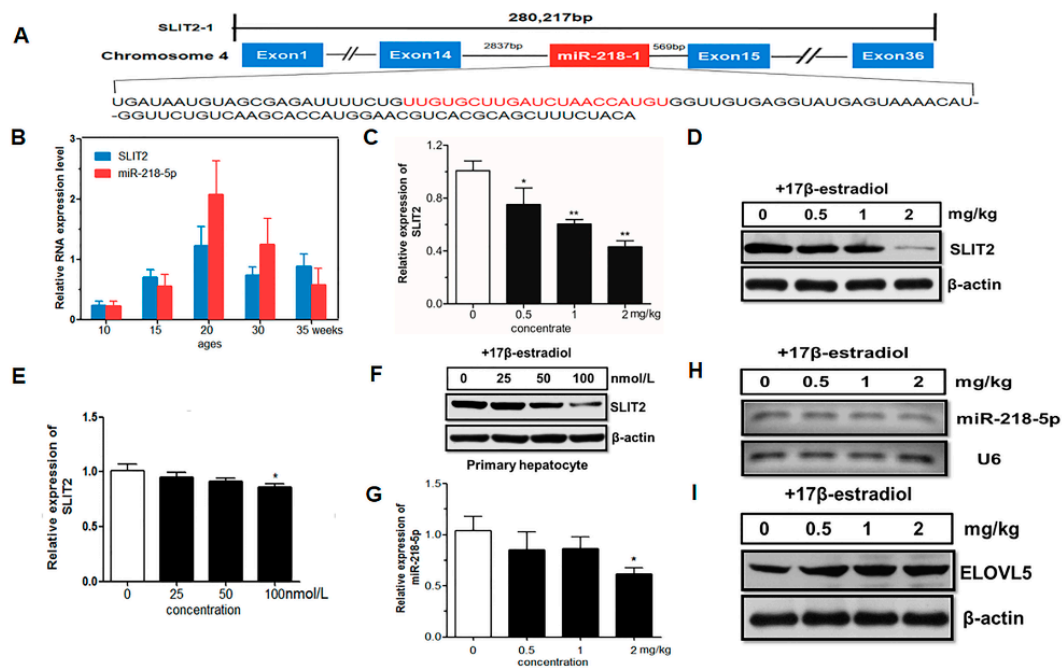 A
SLIT2-1
280,217bp
Chromosome 4
Exon1
Exon14
2837bp
miR-218-1
569bp
Exon15
Exon36
UGAUAAUGUAGCGAGAUUUUCUGUUGUGCUUGAUCUAACCAUGUGGUUGUGAGGUAUGAGUAAAACAU-
-GGUUCUGUCAAGCACCAUGGAACGUCACGCAGCUUUCUACA
B
Relative RNA expression level
SLIT2
miR-218-5p
3
2
1
0
10 15 20 30 35 weeks
ages
C
Relative expression of
SLIT2
1.2
0.8
0.4
0.0
*
**
**
0 0.5 1 2 mg/kg
concentrate
D
+17β-estradiol
0 0.5 1 2 mg/kg
SLIT2
β-actin
E
Relative expression of
SLIT2
1.5
1.0
0.5
0.0
*
0 25 50 100nmol/L
concentration
F
+17β-estradiol
0 25 50 100 nmol/L
SLIT2
β-actin
Primary hepatocyte
G
Relative expression of
miR-218-5p
1.5
1.0
0.5
0.0
*
0 0.5 1 2 mg/kg
concentration
H
+17β-estradiol
0 0.5 1 2 mg/kg
miR-218-5p
U6
I
+17β-estradiol
0 0.5 1 2 mg/kg
ELOVL5
β-actin